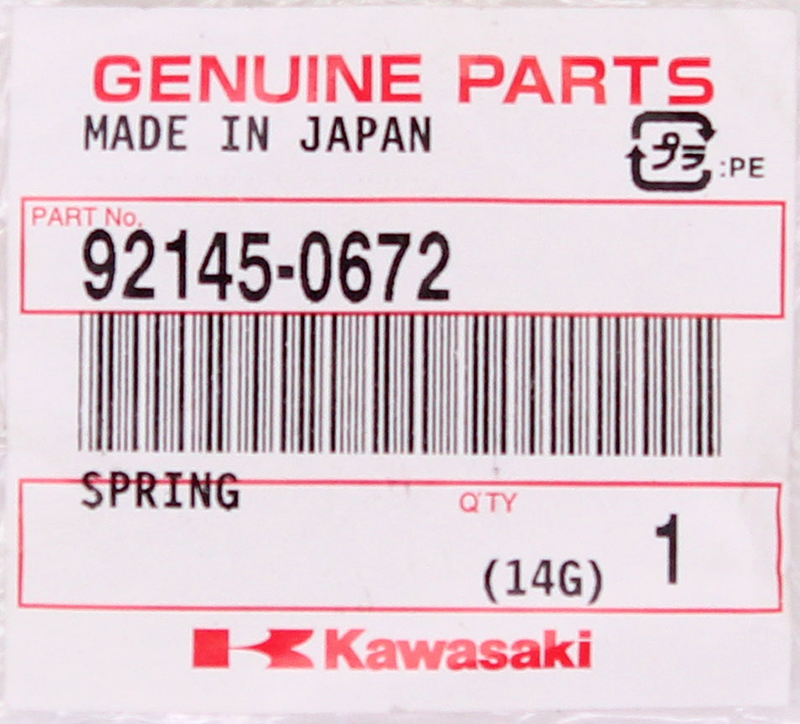 GENUINE PARTS
MADE IN JAPAN
プラ :PE
PART No.
92145-0672
SPRING
Q'TY
(14G) 1
Kawasaki